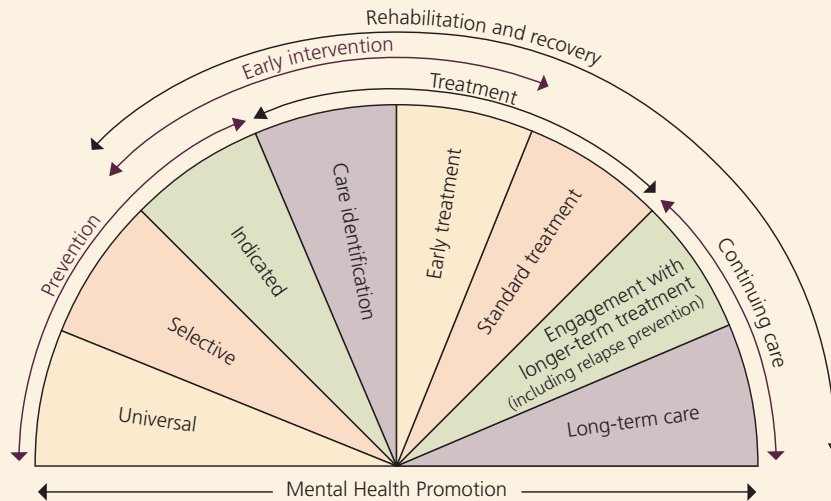 Rehabilitation and recovery
Early intervention
Treatment
Prevention
Continuing care
Universal
Selective
Indicated
Care identification
Early treatment
Standard treatment
Engagement with
longer-term treatment
(including relapse prevention)
Long-term care
Mental Health Promotion